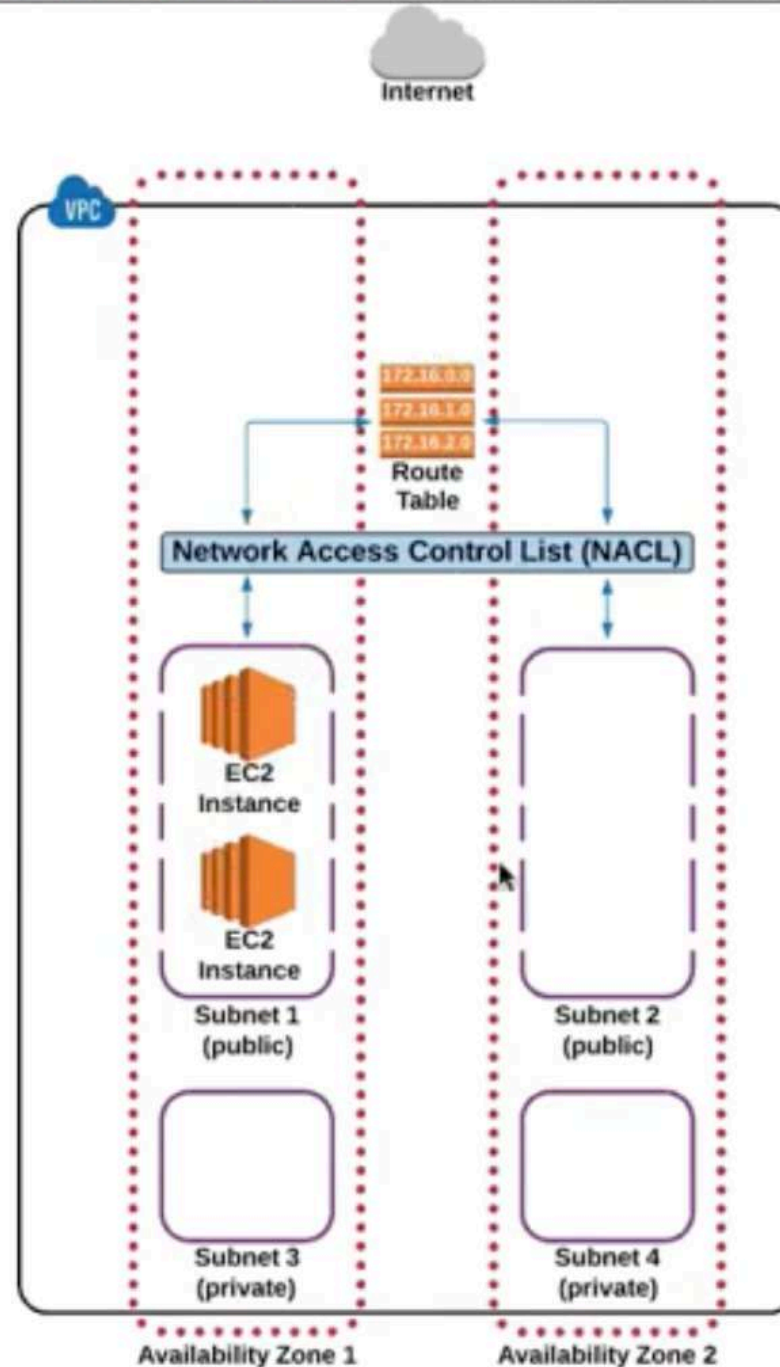 Internet
VPC
172.16.0.0
172.16.1.0
172.16.2.0
Route
Table
Network Access Control List (NACL)
EC2
Instance
EC2
Instance
Subnet 1
(public)
Subnet 2
(public)
Subnet 3
(private)
Subnet 4
(private)
Availability Zone 1
Availability Zone 2